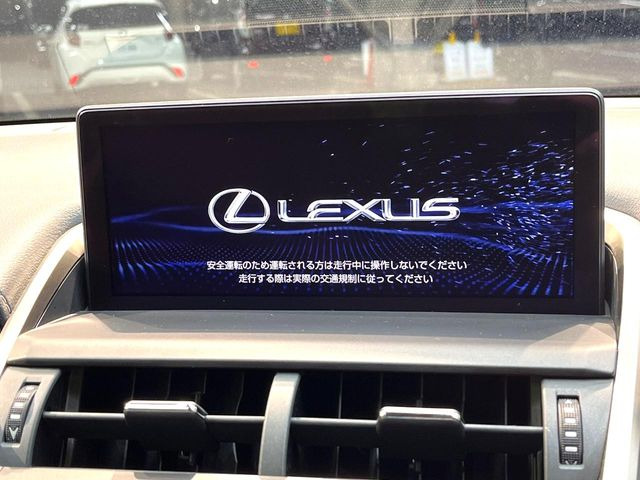 LEXUS
安全運転のため運転される方は走行中に操作しないでください
走行する際は実際の交通規制に従ってください